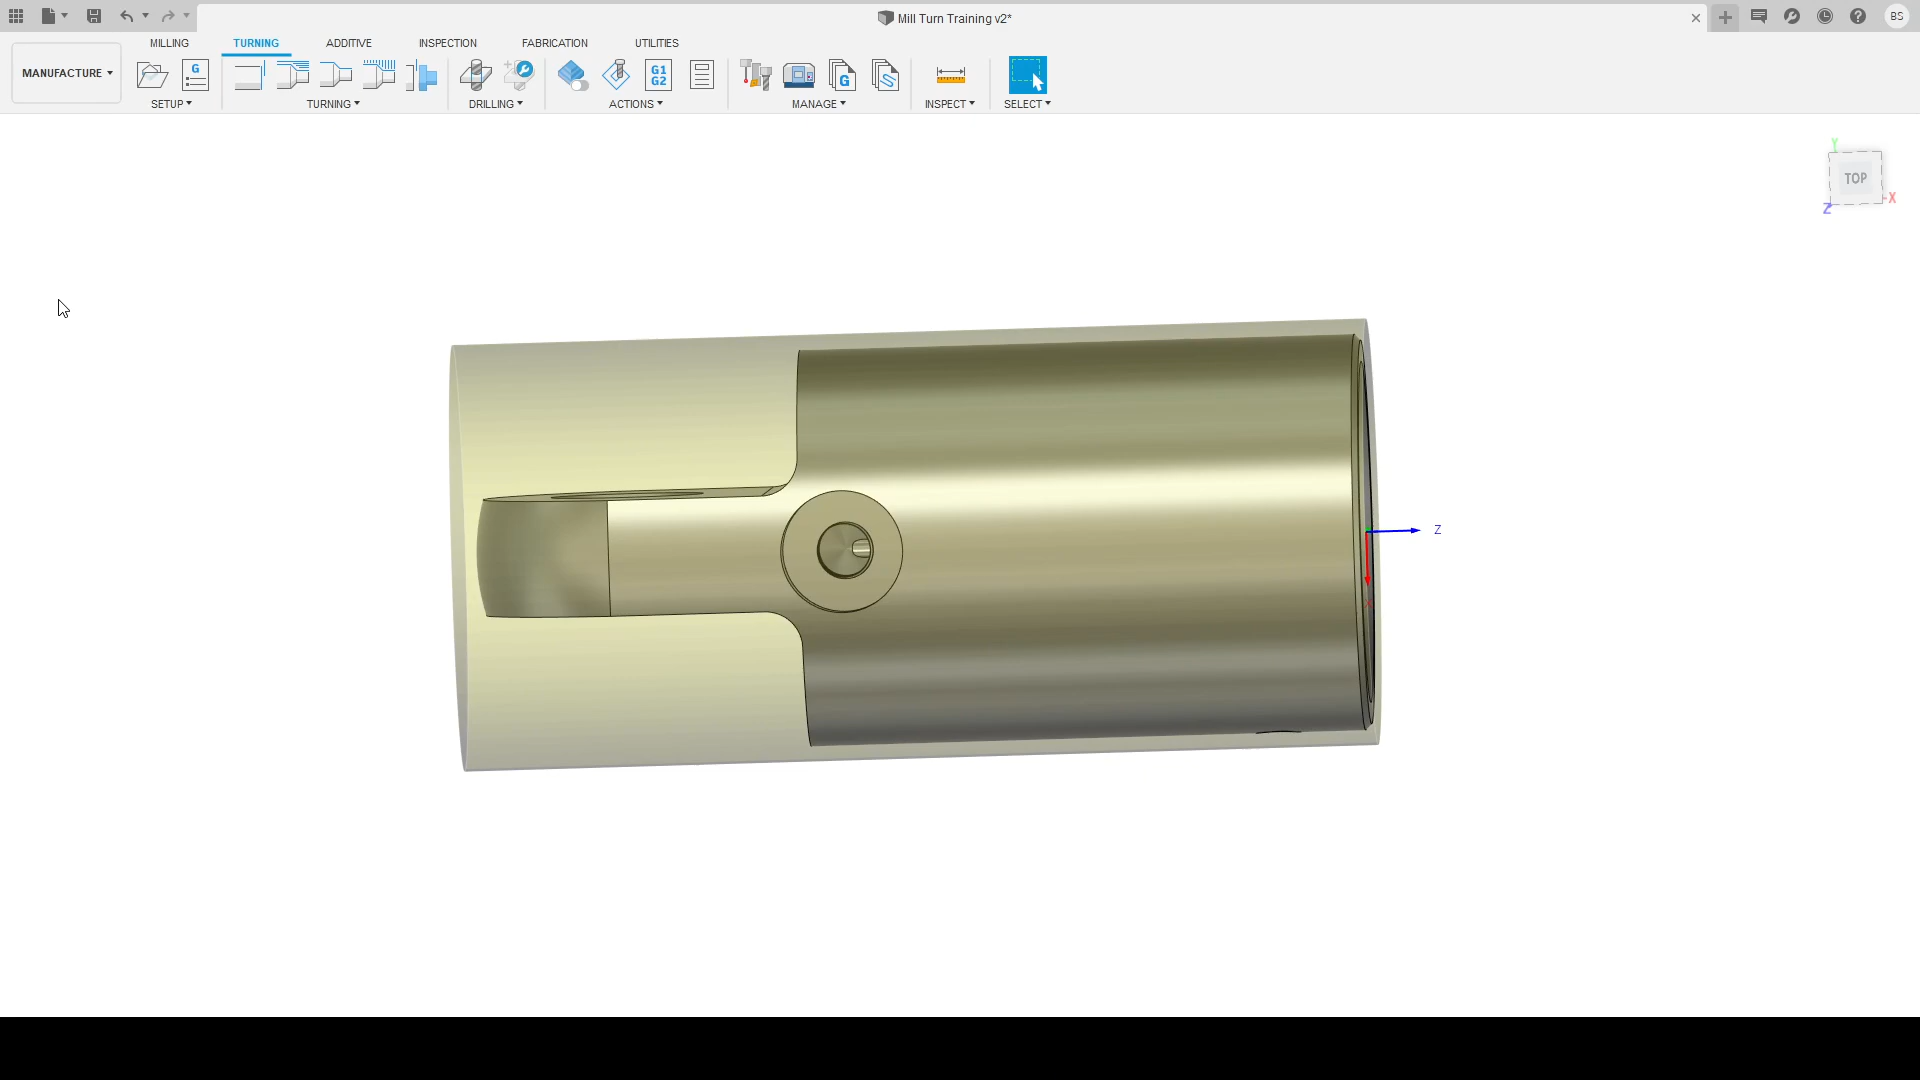 Mill Turn Training v2*
BS
MILLING
TURNING
ADDITIVE
INSPECTION
FABRICATION
UTILITIES
MANUFACTURE
G
G1
G2
G
SETUP
TURNING
DRILLING
ACTIONS
MANAGE
INSPECT
SELECT
Y
TOP
-X
Z
Z
X